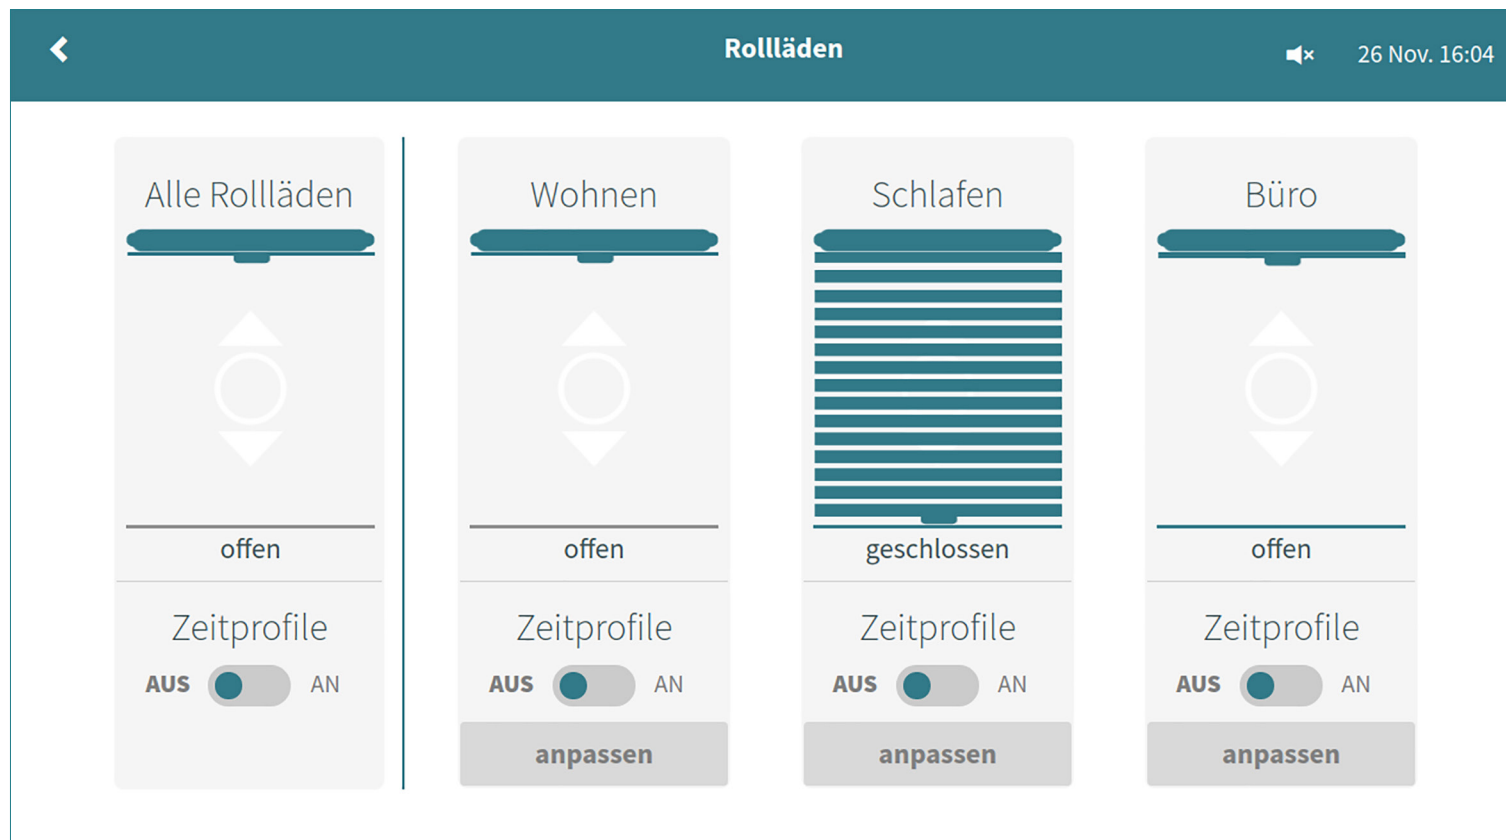 Rollläden
26 Nov. 16:04
Alle Rollläden
offen
Zeitprofile
AUS AN
Wohnen
offen
Zeitprofile
AUS AN
anpassen
Schlafen
geschlossen
Zeitprofile
AUS AN
anpassen
Büro
offen
Zeitprofile
AUS AN
anpassen